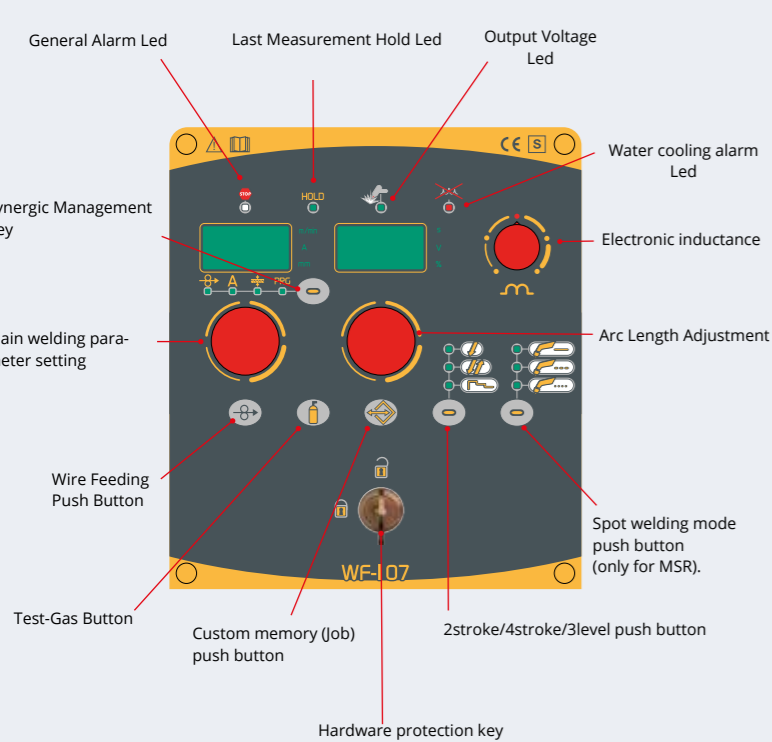 General Alarm Led
Last Measurement Hold Led
Output Voltage
Led
CE S
Water cooling alarm
Led
STOP
HOLD
ynergic Management
ey
m/min
A
mm
V
%
Electronic inductance
A PRG
ain welding para-
eter setting
Arc Length Adjustment
Wire Feeding
Push Button
Spot welding mode
push button
(only for MSR).
WF-107
Test-Gas Button
Custom memory (Job)
push button
2stroke/4stroke/3level push button
Hardware protection key